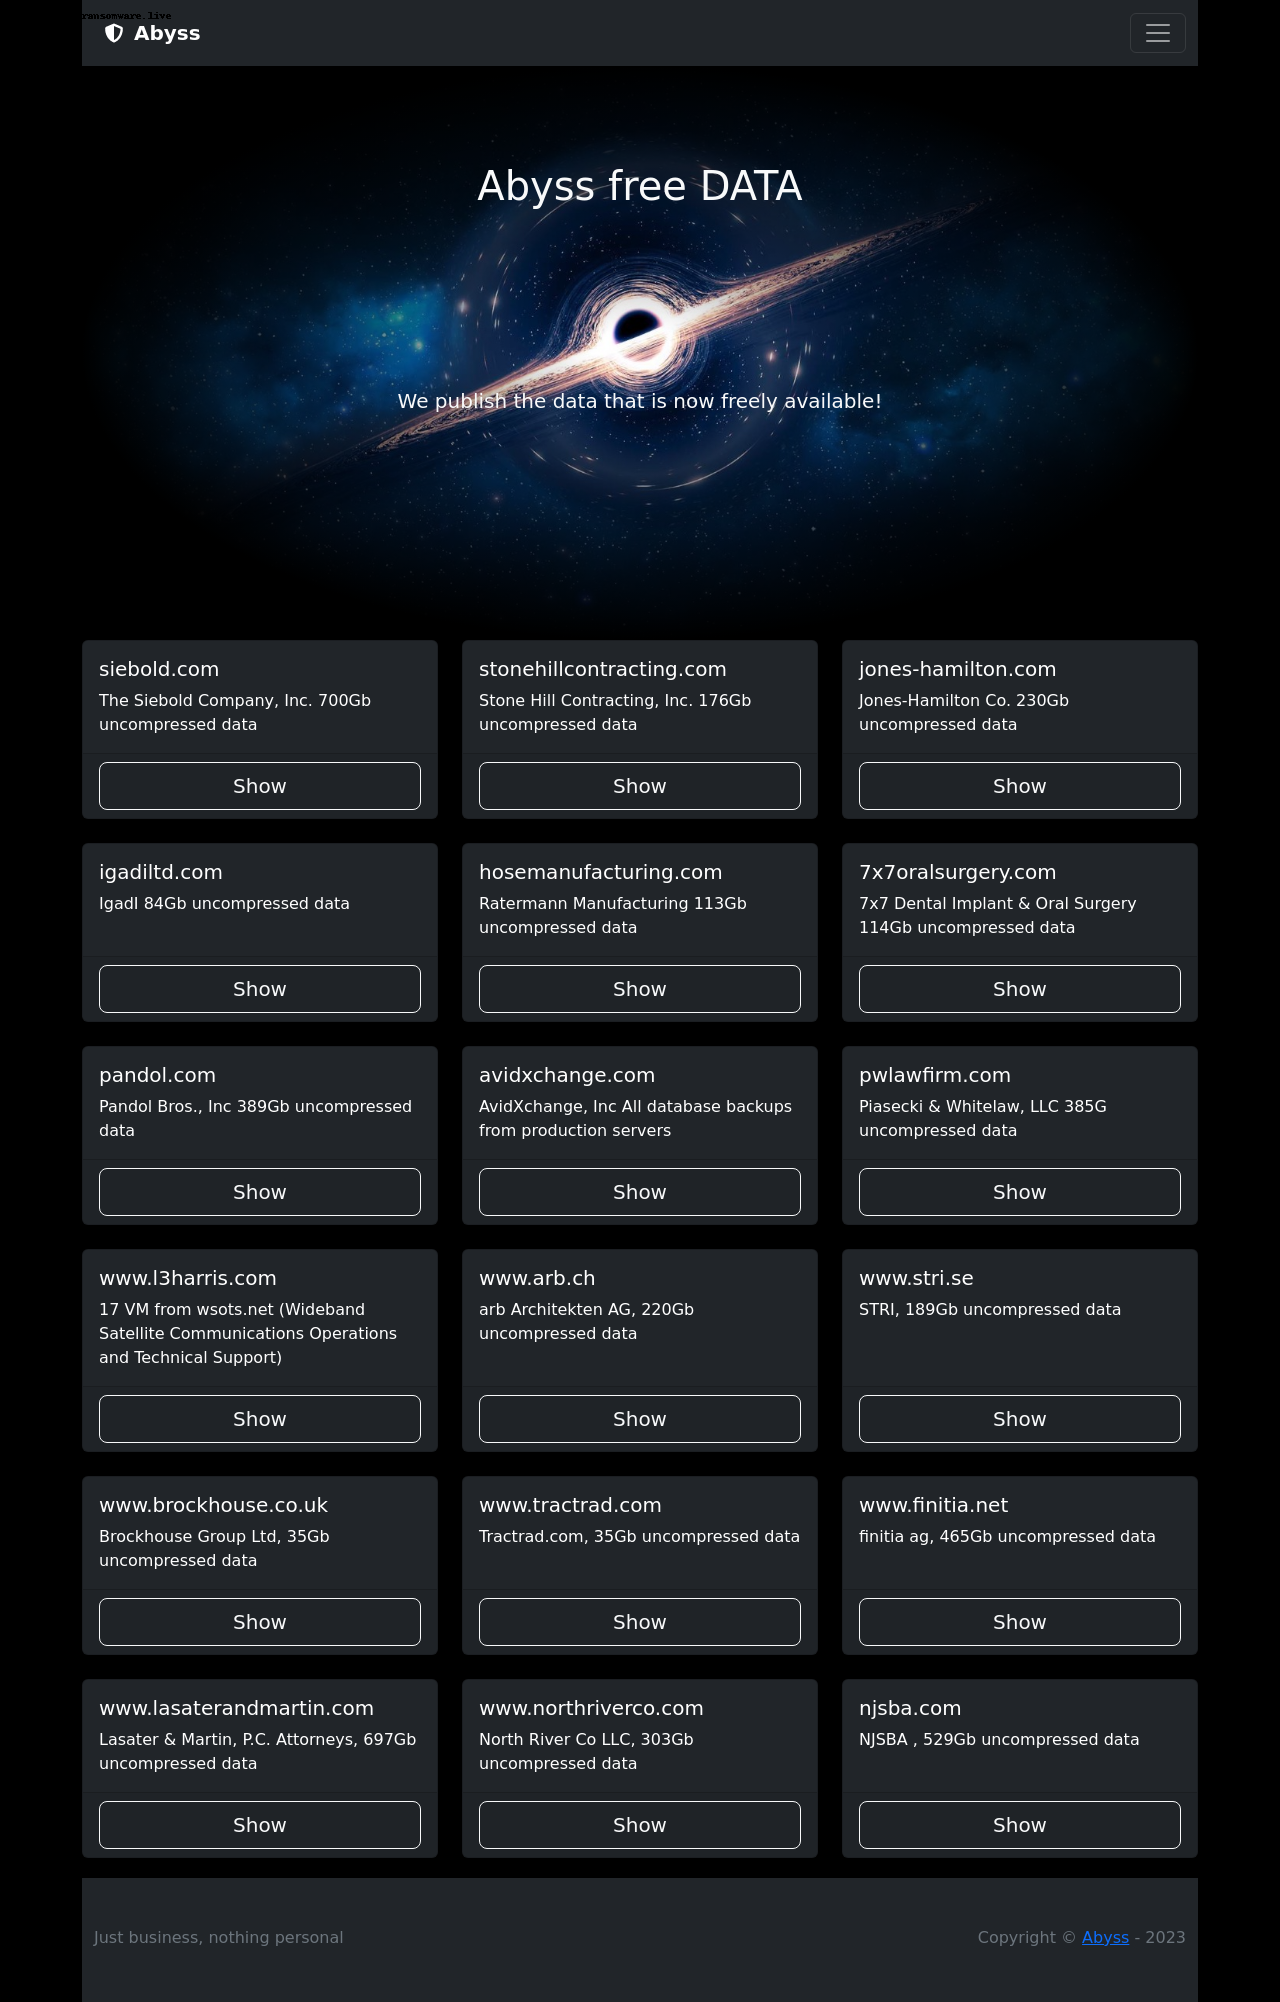 ransomware.live
Abyss
Abyss free DATA
We publish the data that is now freely available!
siebold.com
The Siebold Company, Inc. 700Gb
uncompressed data
Show
stonehillcontracting.com
Stone Hill Contracting, Inc. 176Gb
uncompressed data
Show
jones-hamilton.com
Jones-Hamilton Co. 230Gb
uncompressed data
Show
igadiltd.com
IgadI 84Gb uncompressed data
Show
hosemanufacturing.com
Ratermann Manufacturing 113Gb
uncompressed data
Show
7x7oralsurgery.com
7x7 Dental Implant & Oral Surgery
114Gb uncompressed data
Show
pandol.com
Pandol Bros., Inc 389Gb uncompressed
data
Show
avidxchange.com
AvidXchange, Inc All database backups
from production servers
Show
pwlawfirm.com
Piasecki & Whitelaw, LLC 385G
uncompressed data
Show
www.l3harris.com
17 VM from wsots.net (Wideband
Satellite Communications Operations
and Technical Support)
Show
www.arb.ch
arb Architekten AG, 220Gb
uncompressed data
Show
www.stri.se
STRI, 189Gb uncompressed data
Show
www.brockhouse.co.uk
Brockhouse Group Ltd, 35Gb
uncompressed data
Show
www.tractrad.com
Tractrad.com, 35Gb uncompressed data
Show
www.finitia.net
finitia ag, 465Gb uncompressed data
Show
www.lasaterandmartin.com
Lasater & Martin, P.C. Attorneys, 697Gb
uncompressed data
Show
www.northriverco.com
North River Co LLC, 303Gb
uncompressed data
Show
njsba.com
NJSBA , 529Gb uncompressed data
Show
Just business, nothing personal
Copyright © Abyss - 2023